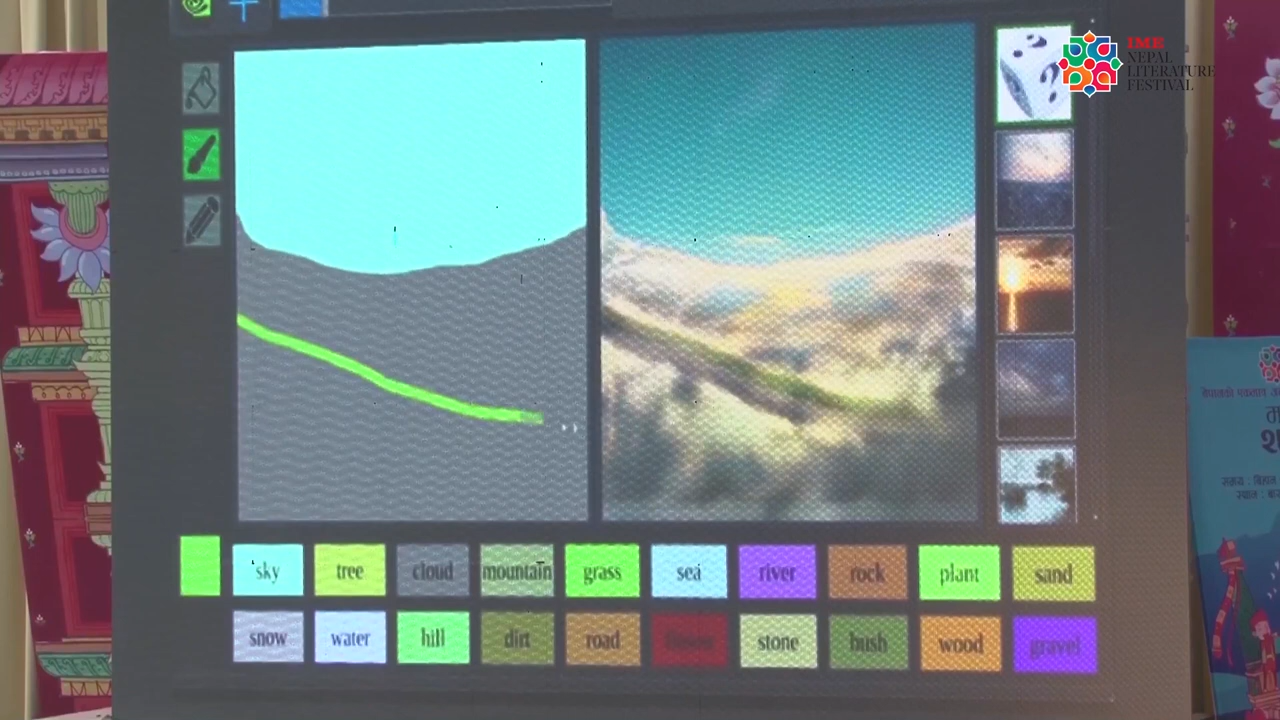 IME
NEPAL
LITERATURE
FESTIVAL
sky tree cloud mountain grass sea river rock plant sand
snow water hill dirt road stone bush wood gravel